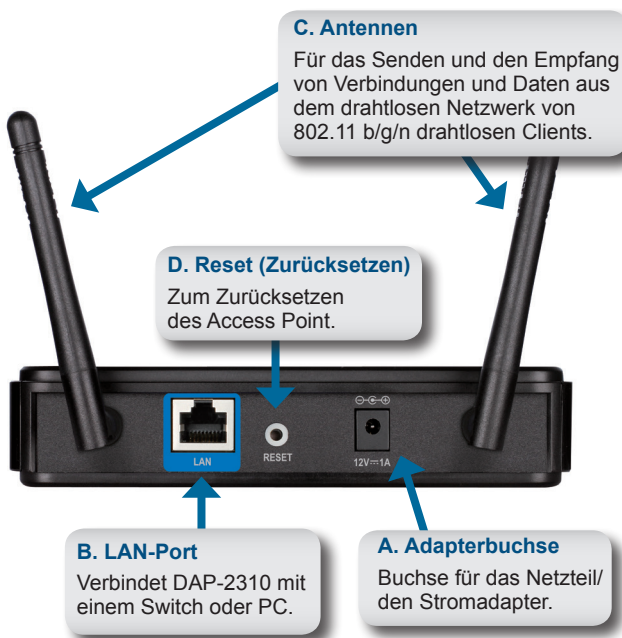 C. Antennen
Für das Senden und den Empfang
von Verbindungen und Daten aus
dem drahtlosen Netzwerk von
802.11 b/g/n drahtlosen Clients.
D. Reset (Zurücksetzen)
Zum Zurücksetzen
des Access Point.
LAN
RESET
12V⎓1A
B. LAN-Port
Verbindet DAP-2310 mit
einem Switch oder PC.
A. Adapterbuchse
Buchse für das Netzteil/
den Stromadapter.